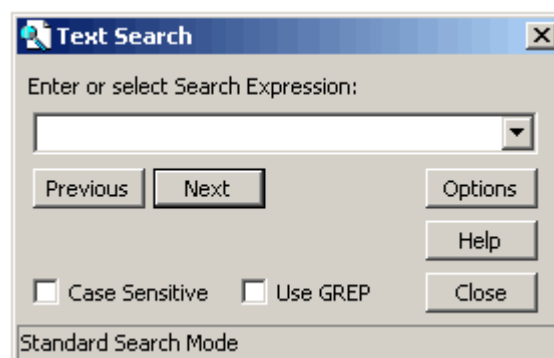 Text Search
Enter or select Search Expression:
Previous Next Options
Help
Case Sensitive Use GREP Close
Standard Search Mode